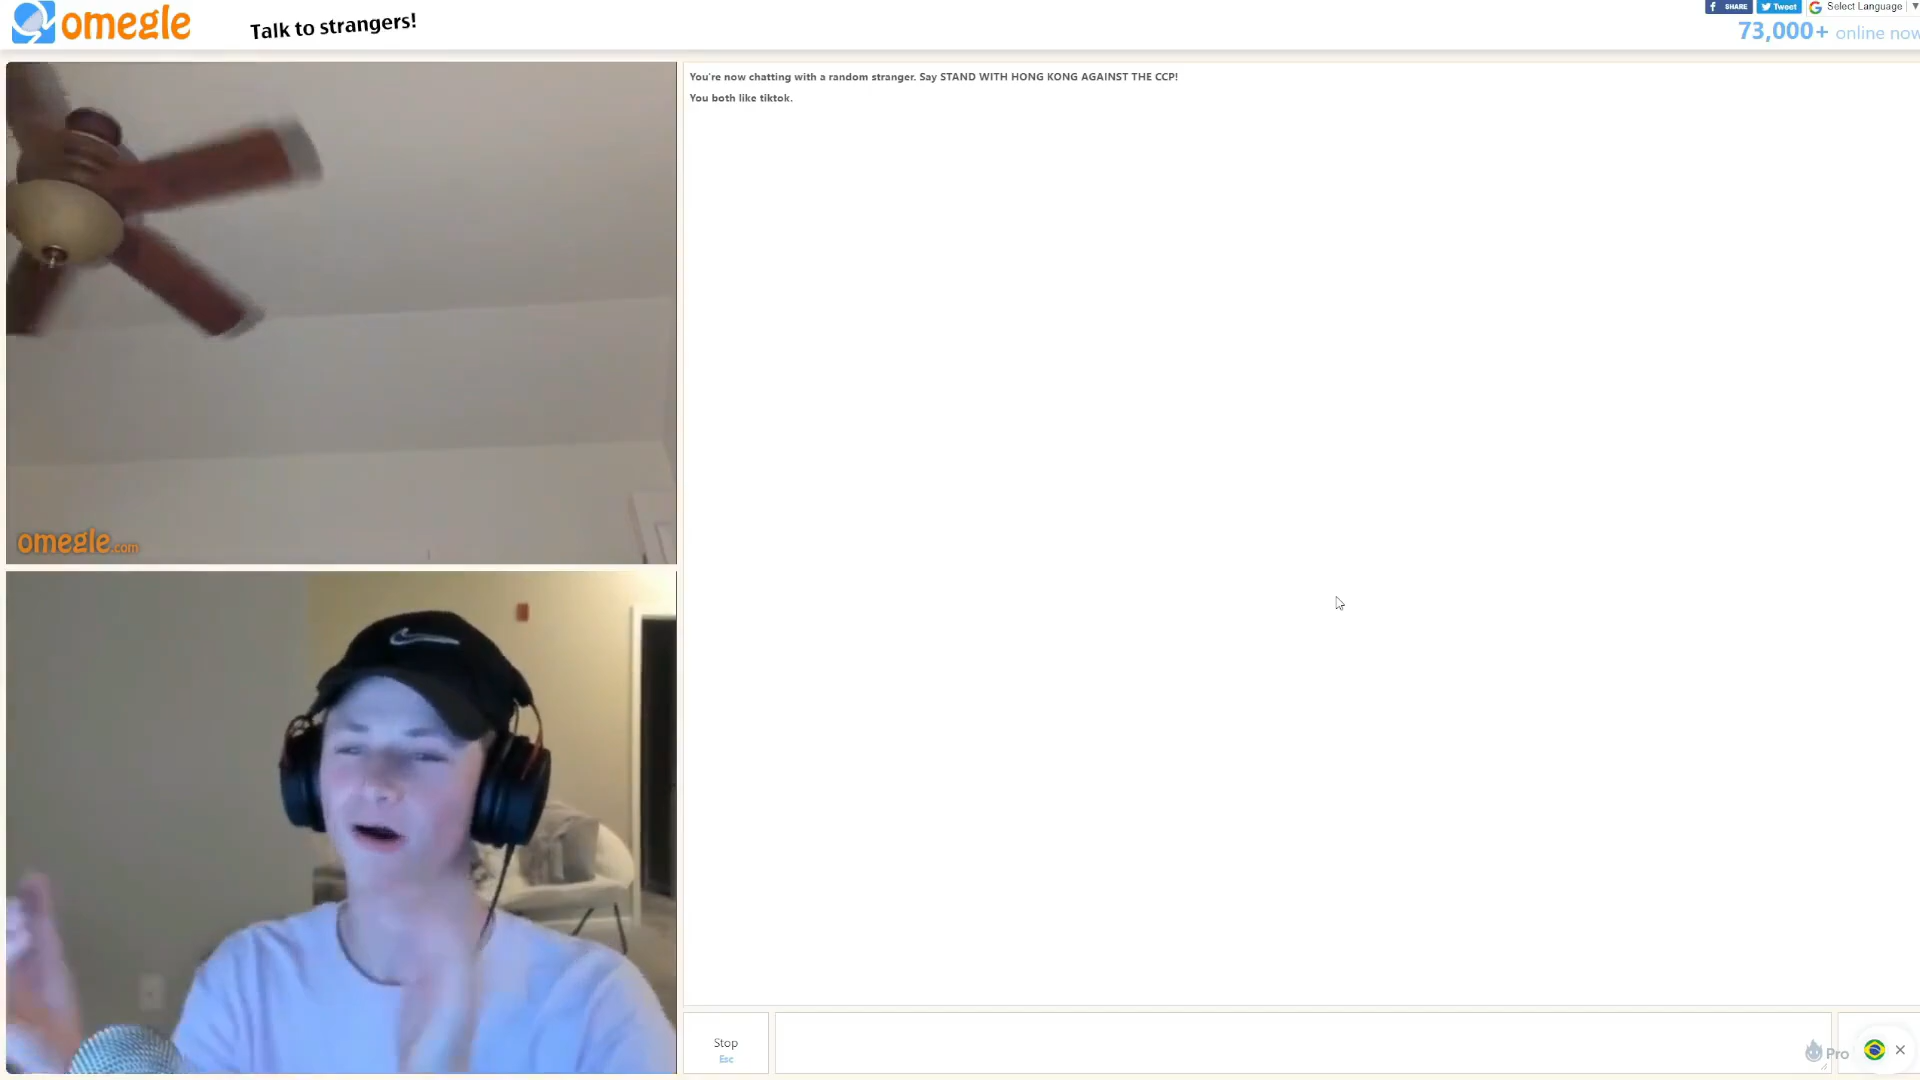 omegle
Talk to strangers!
SHARE
Tweet
Select Language
73,000+ online now
You're now chatting with a random stranger. Say STAND WITH HONG KONG AGAINST THE CCP!
You both like tiktok.
omegle.com
Stop
Esc
Pro